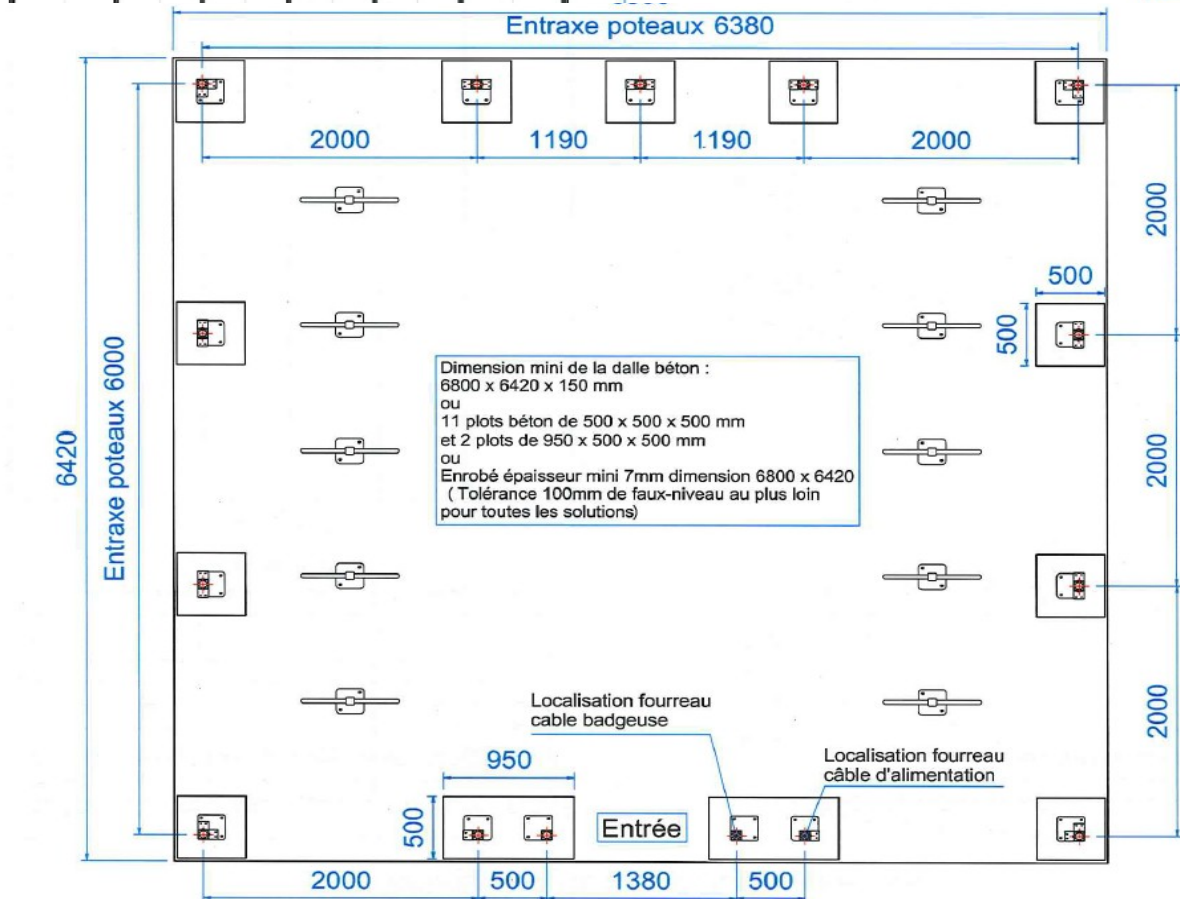 Entraxe poteaux 6380
2000
1190
1190
2000
2000
500
500
Entraxe poteaux 6000
6420
Dimension mini de la dalle béton :
6800 x 6420 x 150 mm
ou
11 plots béton de 500 x 500 x 500 mm
et 2 plots de 950 x 500 x 500 mm
ou
Enrobé épaisseur mini 7mm dimension 6800 x 6420
( Tolérance 100mm de faux-niveau au plus loin
pour toutes les solutions)
2000
2000
Localisation fourreau
cable badgeuse
Localisation fourreau
câble d'alimentation
950
500
Entrée
2000
500
1380
500